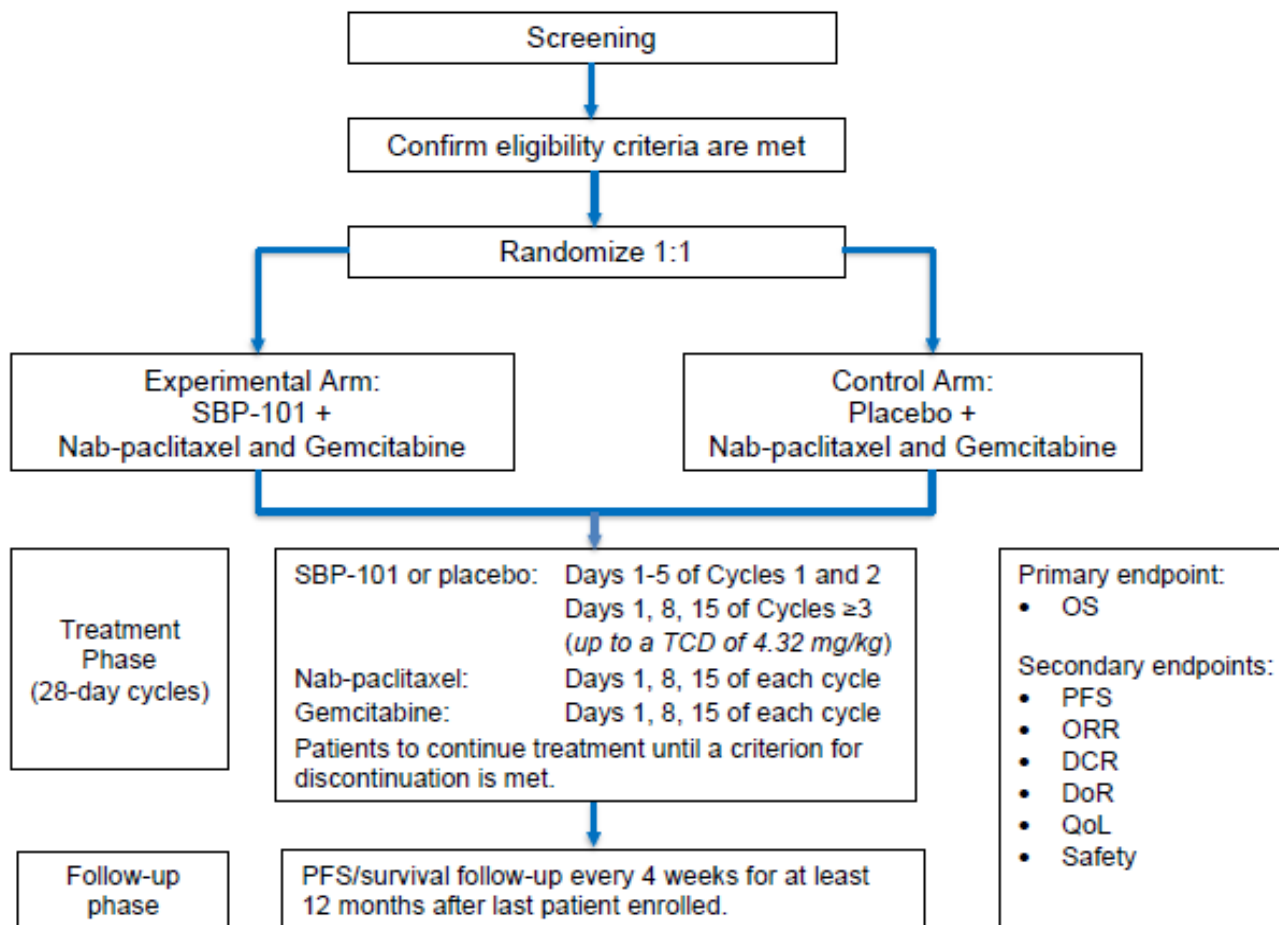 Screening
Confirm eligibility criteria are met
Randomize 1:1
Experimental Arm:
SBP-101 +
Nab-paclitaxel and Gemcitabine
Control Arm:
Placebo +
Nab-paclitaxel and Gemcitabine
Treatment
Phase
(28-day cycles)
SBP-101 or placebo: Days 1-5 of Cycles 1 and 2
Days 1, 8, 15 of Cycles ≥3
(up to a TCD of 4.32 mg/kg)
Nab-paclitaxel: Days 1, 8, 15 of each cycle
Gemcitabine: Days 1, 8, 15 of each cycle
Patients to continue treatment until a criterion for
discontinuation is met.
Primary endpoint:
• OS
Secondary endpoints:
• PFS
• ORR
• DCR
• DoR
• QoL
• Safety
Follow-up
phase
PFS/survival follow-up every 4 weeks for at least
12 months after last patient enrolled.